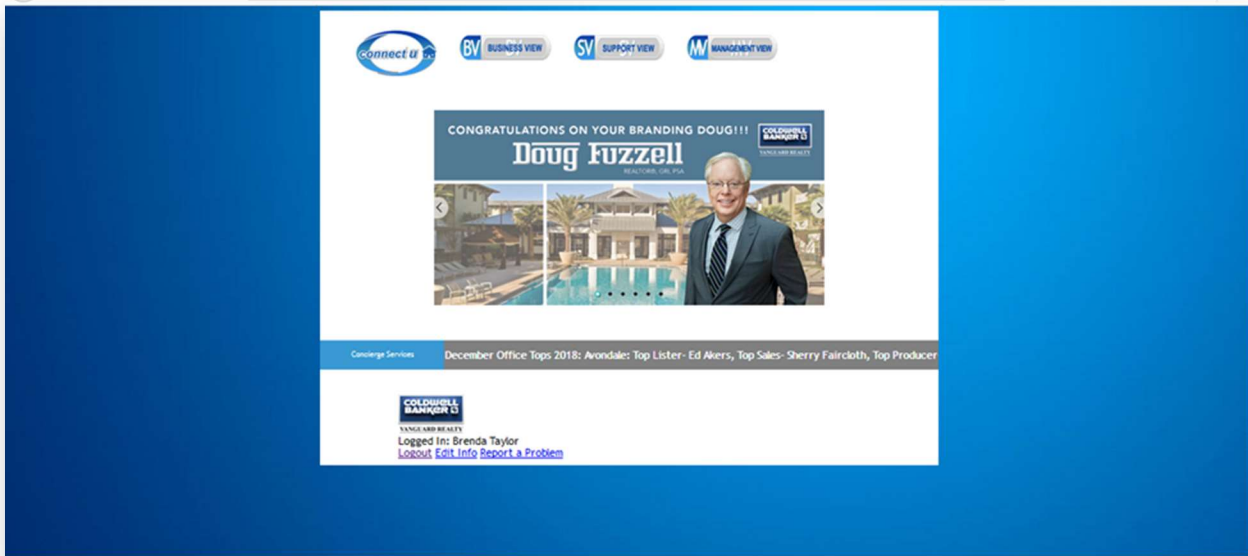 connect u
BV BUSINESS VIEW
SV SUPPORT VIEW
MV MANAGEMENT VIEW
CONGRATULATIONS ON YOUR BRANDING DOUG!!!
COLDWELL
BANKER
VANGUARD REALTY
Doug Fuzzell
REALTOR®, GRI, PSA
Concierge Services
December Office Tops 2018: Avondale: Top Lister- Ed Akers, Top Sales- Sherry Faircloth, Top Producer
COLDWELL
BANKER
VANGUARD REALTY
Logged In: Brenda Taylor
Logout Edit Info Report a Problem